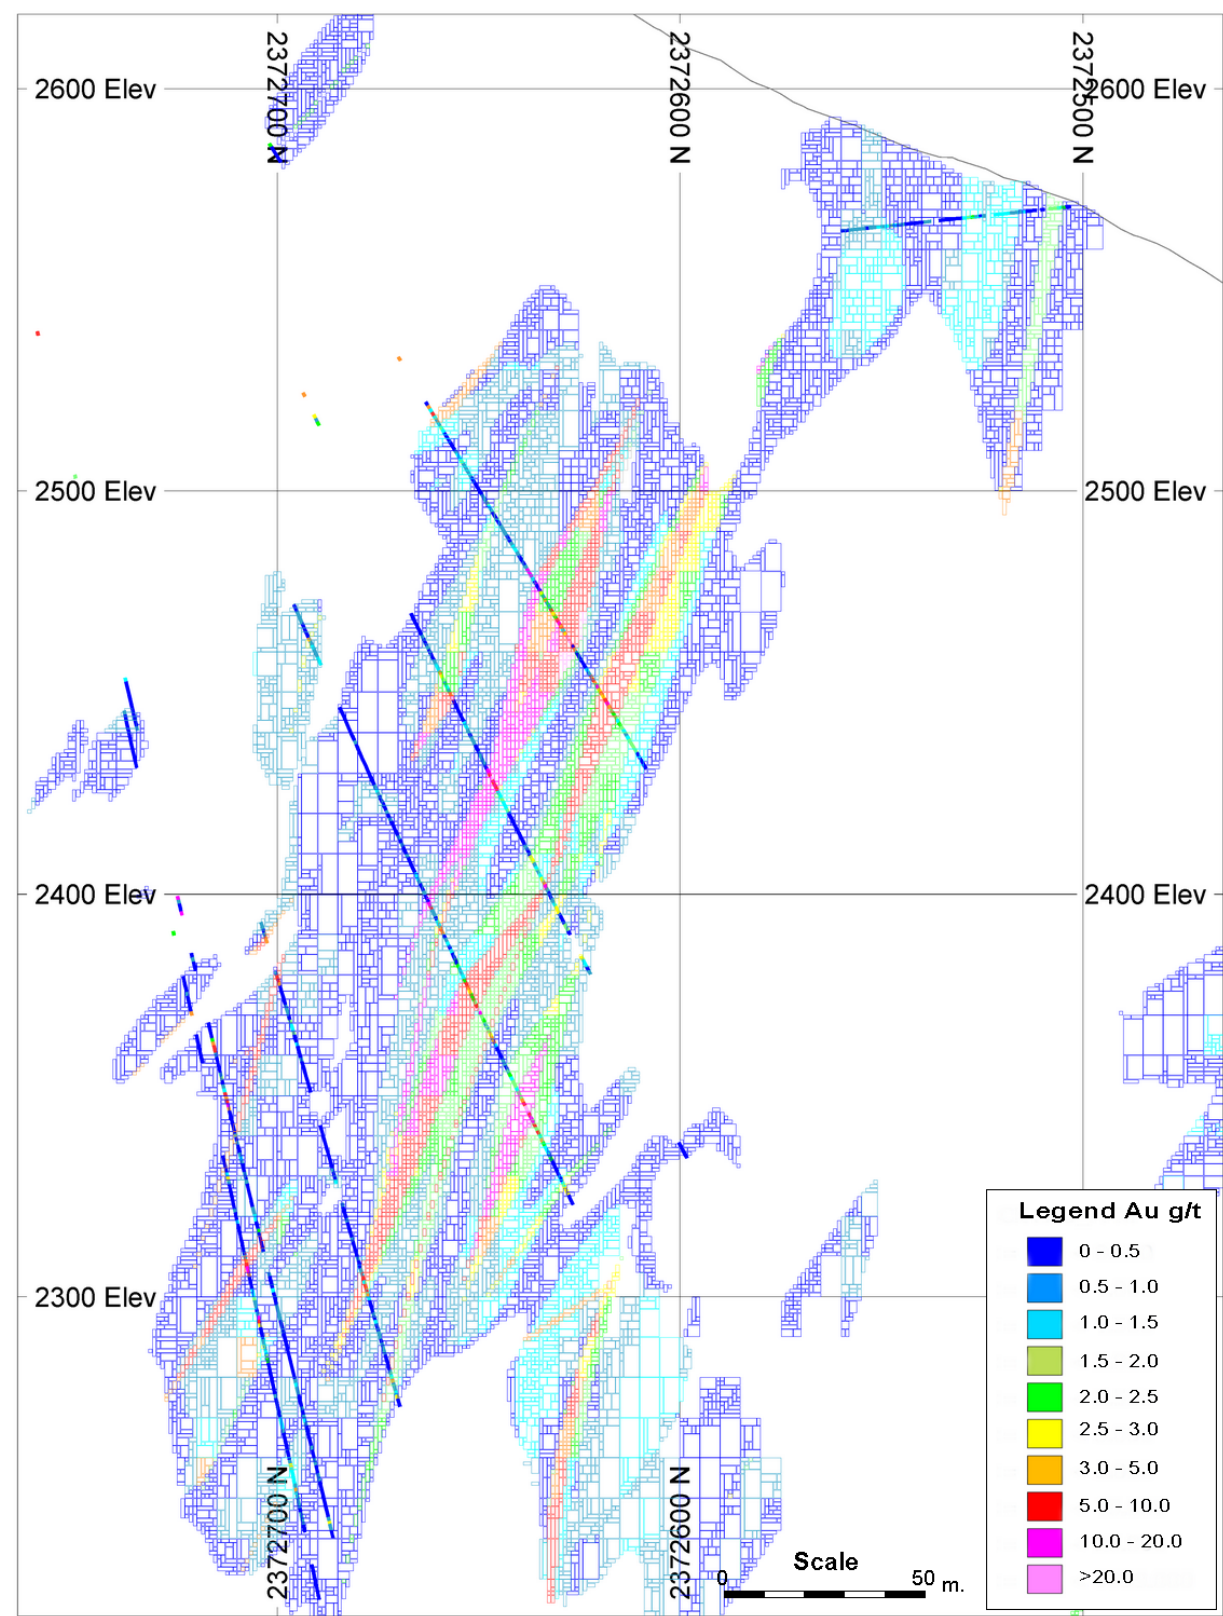 2372700 N
2372600 N
2372500 N
2600 Elev
2600 Elev
2500 Elev
2500 Elev
2400 Elev
2400 Elev
2300 Elev
2372700 N
2372600 N
Legend Au g/t
0 - 0.5
0.5 - 1.0
1.0 - 1.5
1.5 - 2.0
2.0 - 2.5
2.5 - 3.0
3.0 - 5.0
5.0 - 10.0
10.0 - 20.0
>20.0
Scale
0 50 m.